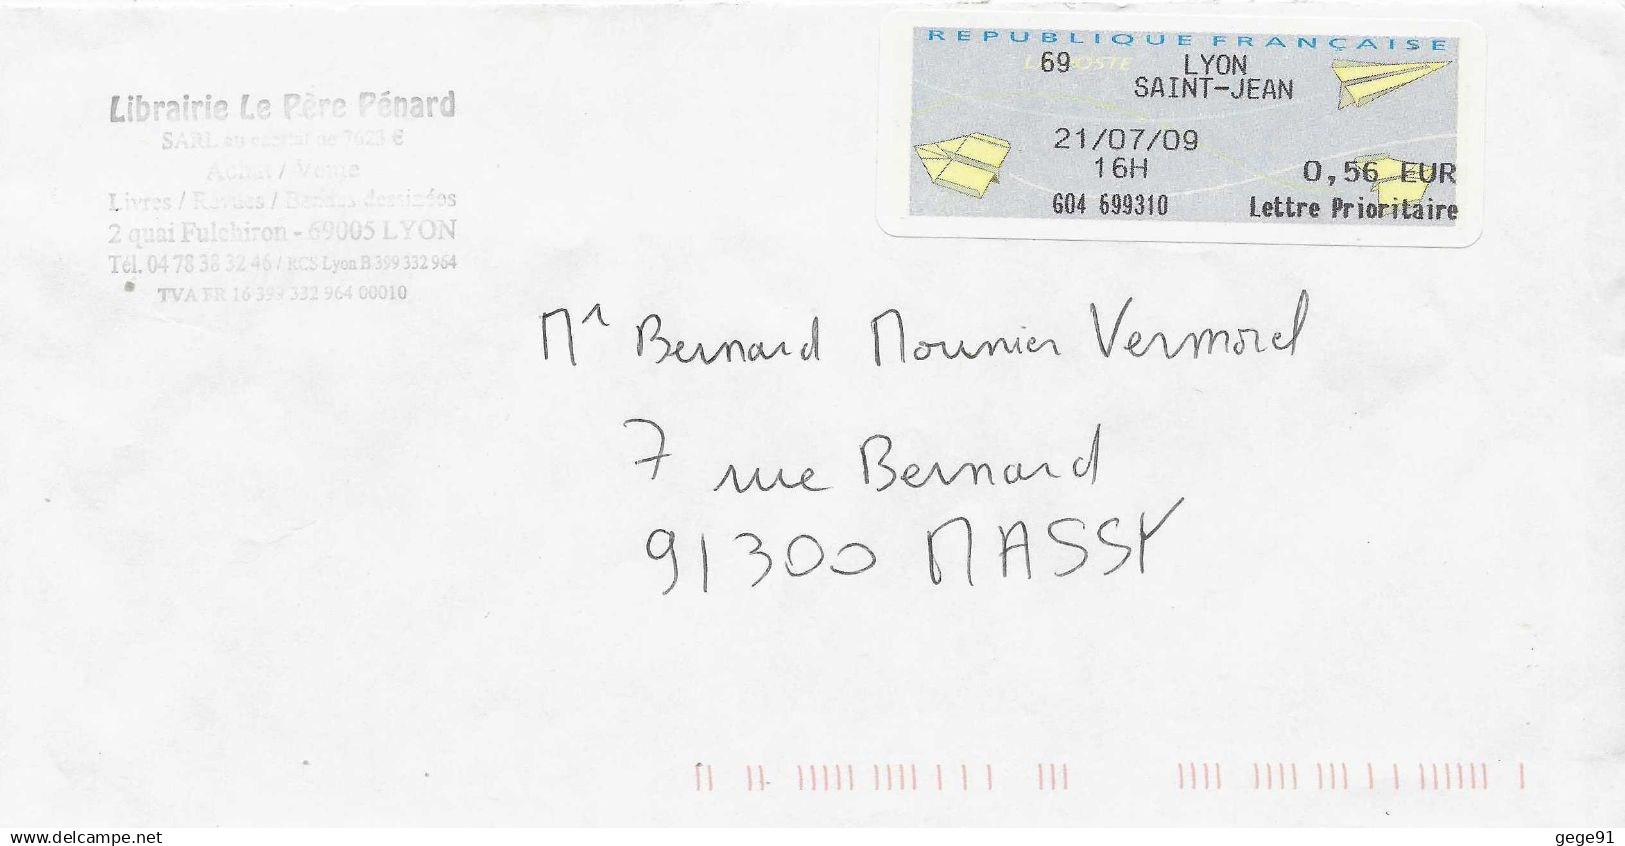 Librairie Le Père Pénard
SARL au capital de 7623 €
Achat / Vente
Livres / Revues / Bandes dessinées
2 quai Fulchiron - 69005 LYON
Tél. 04 78 38 32 46 / RCS Lyon B 399 332 964
TVA FR 16 399 332 964 00010
REPUBLIQUE FRANÇAISE
LA POSTE
69 LYON
SAINT-JEAN
21/07/09
16H
0,56 EUR
604 699310 Lettre Prioritaire
Mr Bernard Mounier Vermorel
7 rue Bernard
91300 MASSY
www.delcampe.net
gege91